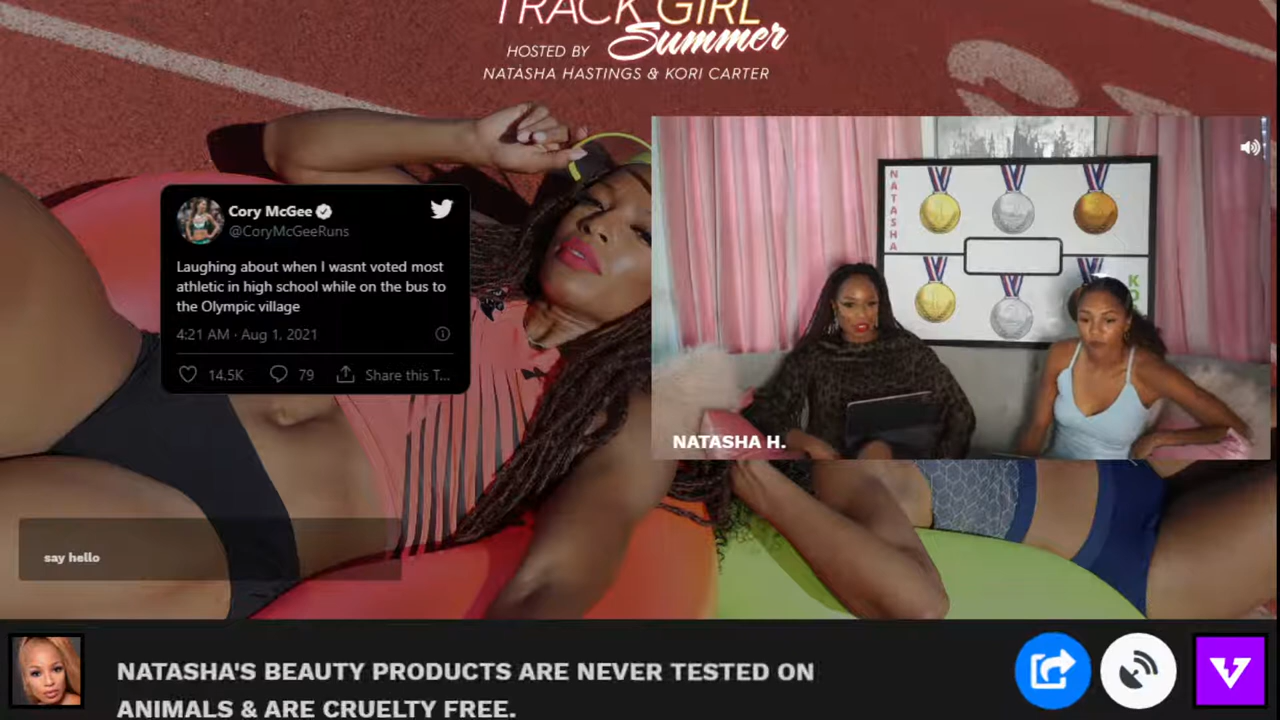 TRACK GIRL
Summer
HOSTED BY
NATASHA HASTINGS & KORI CARTER
Cory McGee
@CoryMcGeeRuns
Laughing about when I wasnt voted most
athletic in high school while on the bus to
the Olympic village
4:21 AM · Aug 1, 2021
14.5K 79 Share this T...
NATASHA
KO
NATASHA H.
say hello
NATASHA'S BEAUTY PRODUCTS ARE NEVER TESTED ON
ANIMALS & ARE CRUELTY FREE.